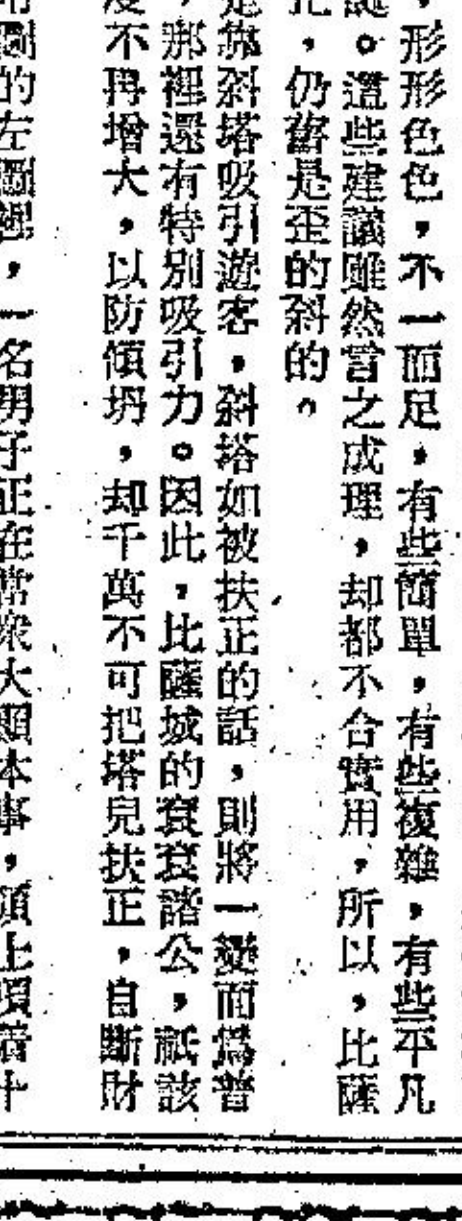 ，形形色色，不一而足，有些簡單，有些複雜，有些平凡
。這些建議雖然言之成理，却都不合實用，所以，比薩
，仍舊是歪的斜的。
是靠斜塔吸引遊客，斜塔如被扶正的話，則將一變而爲普
，那裡還有特別吸引力。因此，比薩城的袞袞諸公，祇該
度不再增大，以防傾坍，却千萬不可把塔兒扶正，自斷財
的左，一名男子正在當衆大顯本事，頭上頂着十